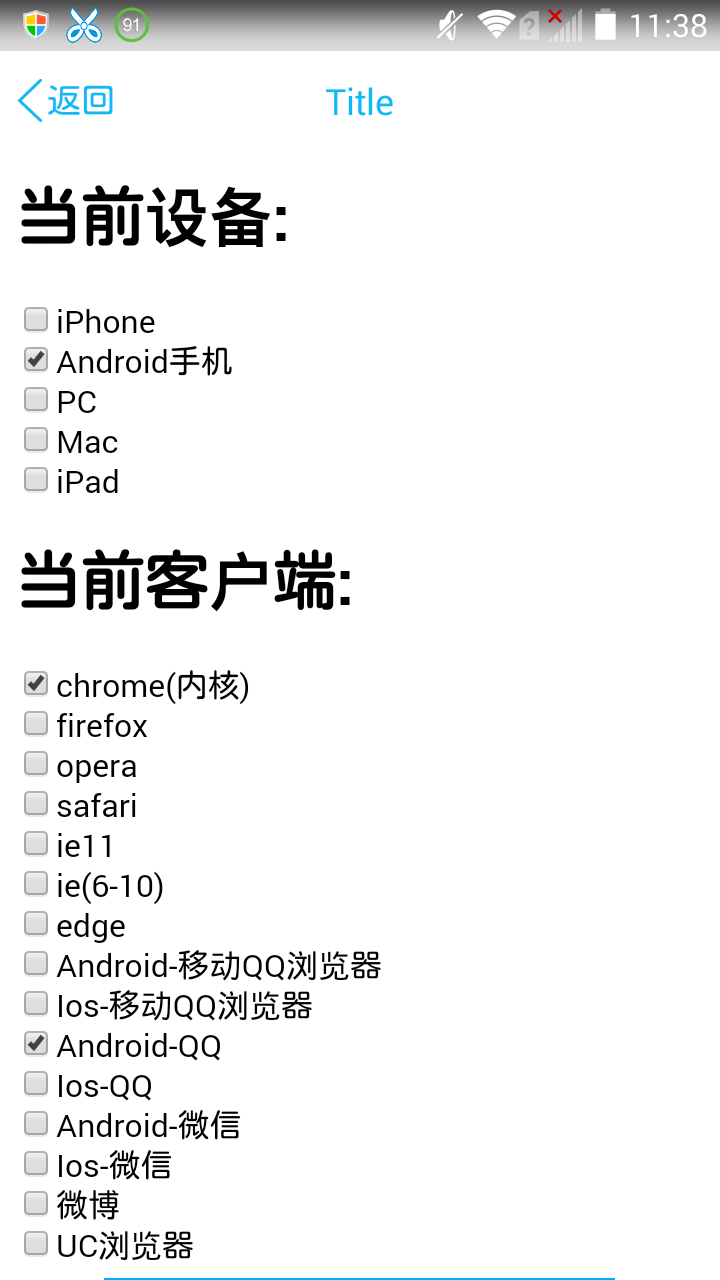 91
11:38
返回
Title
当前设备:
iPhone
Android手机
PC
Mac
iPad
当前客户端:
chrome(内核)
firefox
opera
safari
ie11
ie(6-10)
edge
Android-移动QQ浏览器
Ios-移动QQ浏览器
Android-QQ
Ios-QQ
Android-微信
Ios-微信
微博
UC浏览器